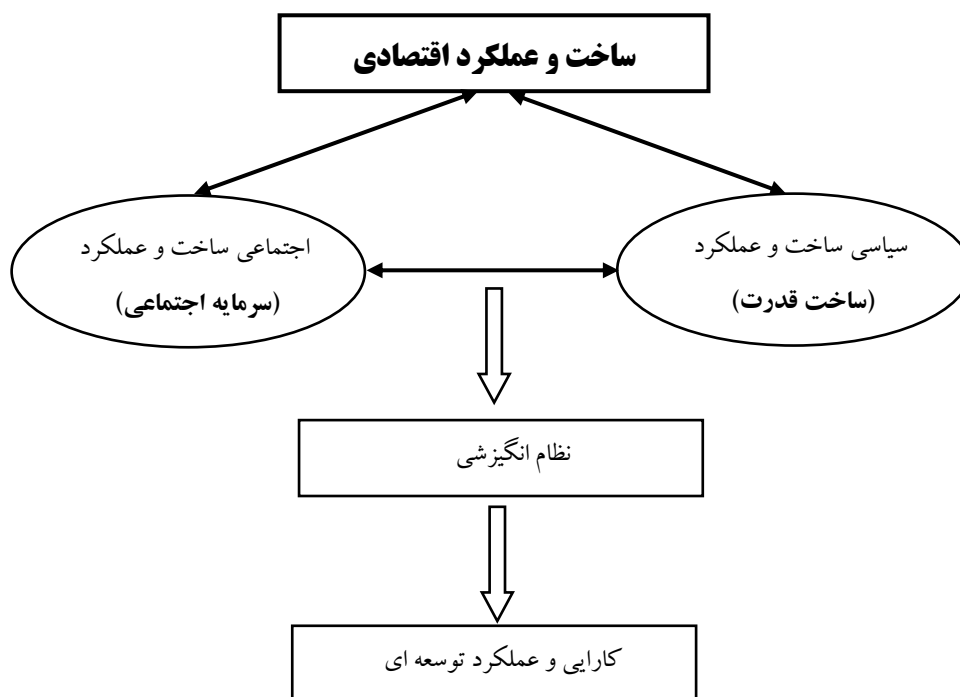 ساخت و عملکرد اقتصادی
سیاسی ساخت و عملکرد
(ساخت قدرت)
اجتماعی ساخت و عملکرد
(سرمایه اجتماعی)
نظام انگیزشی
کارایی و عملکرد توسعه ای